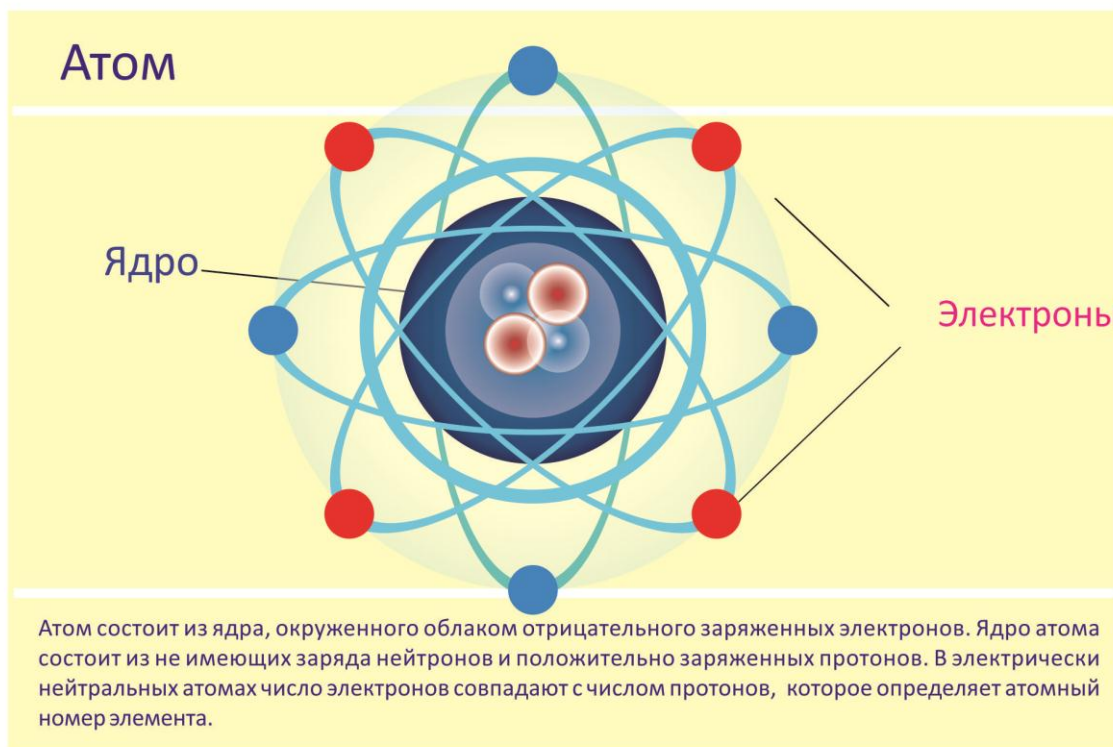 Атом
Ядро
Электронь
Атом состоит из ядра, окруженного облаком отрицательного заряженных электронов. Ядро атома
состоит из не имеющих заряда нейтронов и положительно заряженных протонов. В электрически
нейтральных атомах число электронов совпадают с числом протонов, которое определяет атомный
номер элемента.